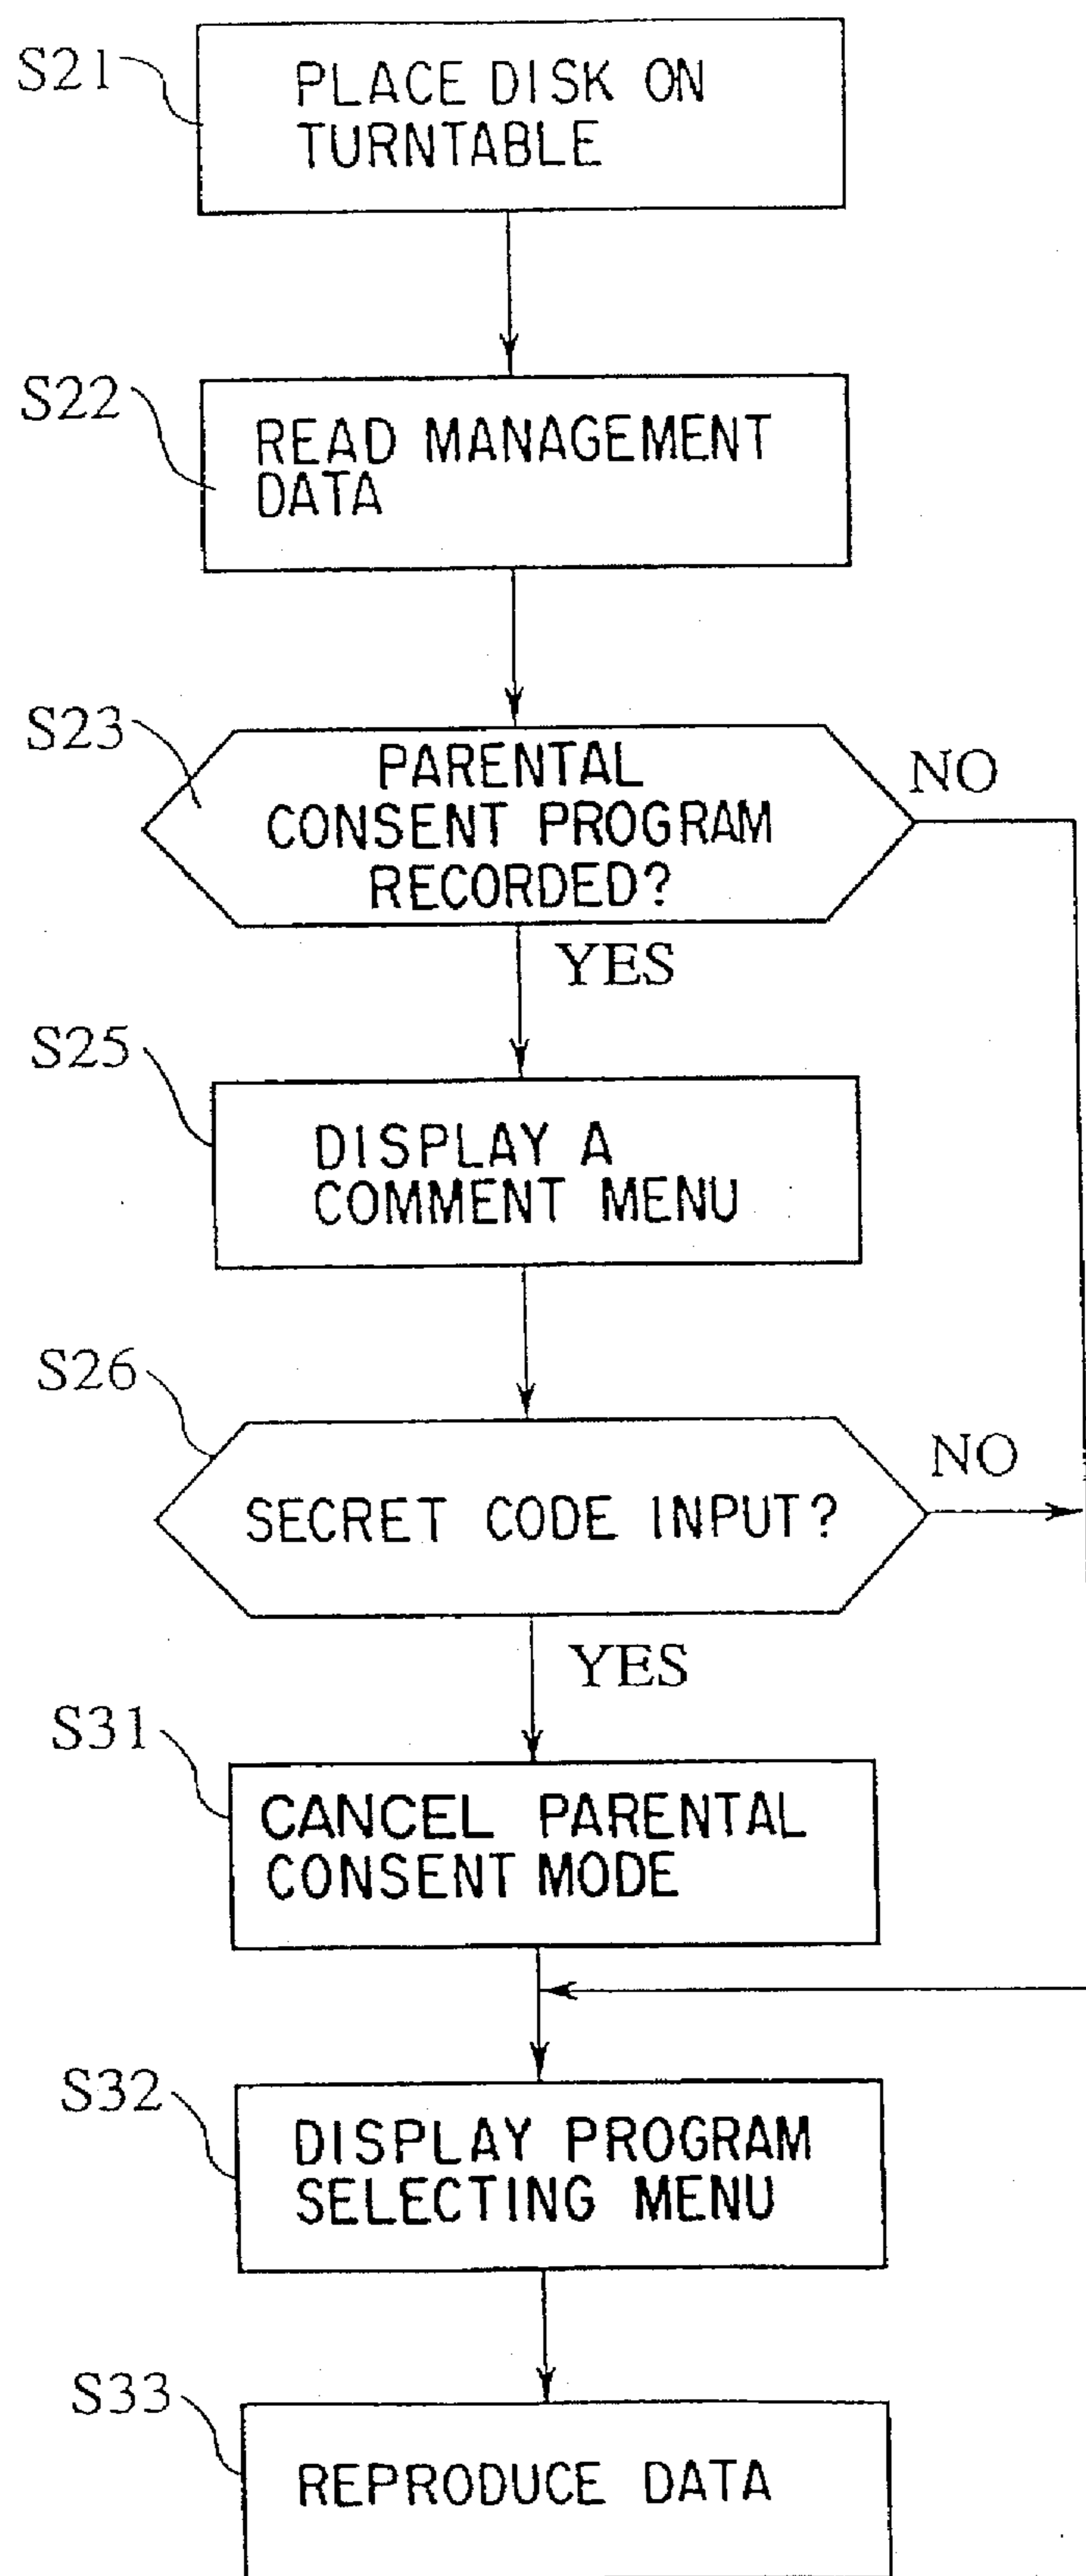 S21
PLACE DISK ON
TURNTABLE
S22
READ MANAGEMENT
DATA
S23
PARENTAL
CONSENT PROGRAM
RECORDED?
NO
YES
S25
DISPLAY A
COMMENT MENU
S26
SECRET CODE INPUT?
NO
YES
S31
CANCEL PARENTAL
CONSENT MODE
S32
DISPLAY PROGRAM
SELECTING MENU
S33
REPRODUCE DATA